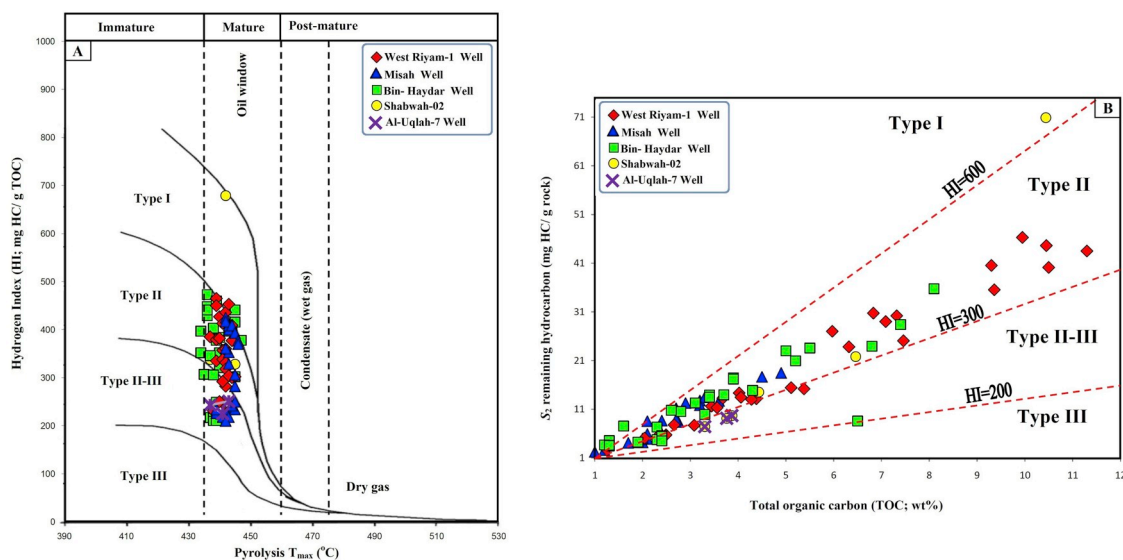 Immature Mature Post-mature
A
1000
900
800
700
600
500
400
300
200
100
0
Hydrogen Index (HI; mg HC/ g TOC)
Oil window
Condensate (wet gas)
West Riyam-1 Well
Misah Well
Bin- Haydar Well
Shabwah-02
Al-Uqlah-7 Well
Type I
Type II
Type II-III
Type III
Dry gas
390 410 430 450 470 490 510 530
Pyrolysis Tmax (°C)
B
71
61
51
41
31
21
11
1
S2 remaining hydrocarbon (mg HC/ g rock)
West Riyam-1 Well
Misah Well
Bin- Haydar Well
Shabwah-02
Al-Uqlah-7 Well
Type I
HI=600
Type II
HI=300
Type II-III
HI=200
Type III
1 2 3 4 5 6 7 8 9 10 11 12
Total organic carbon (TOC; wt%)